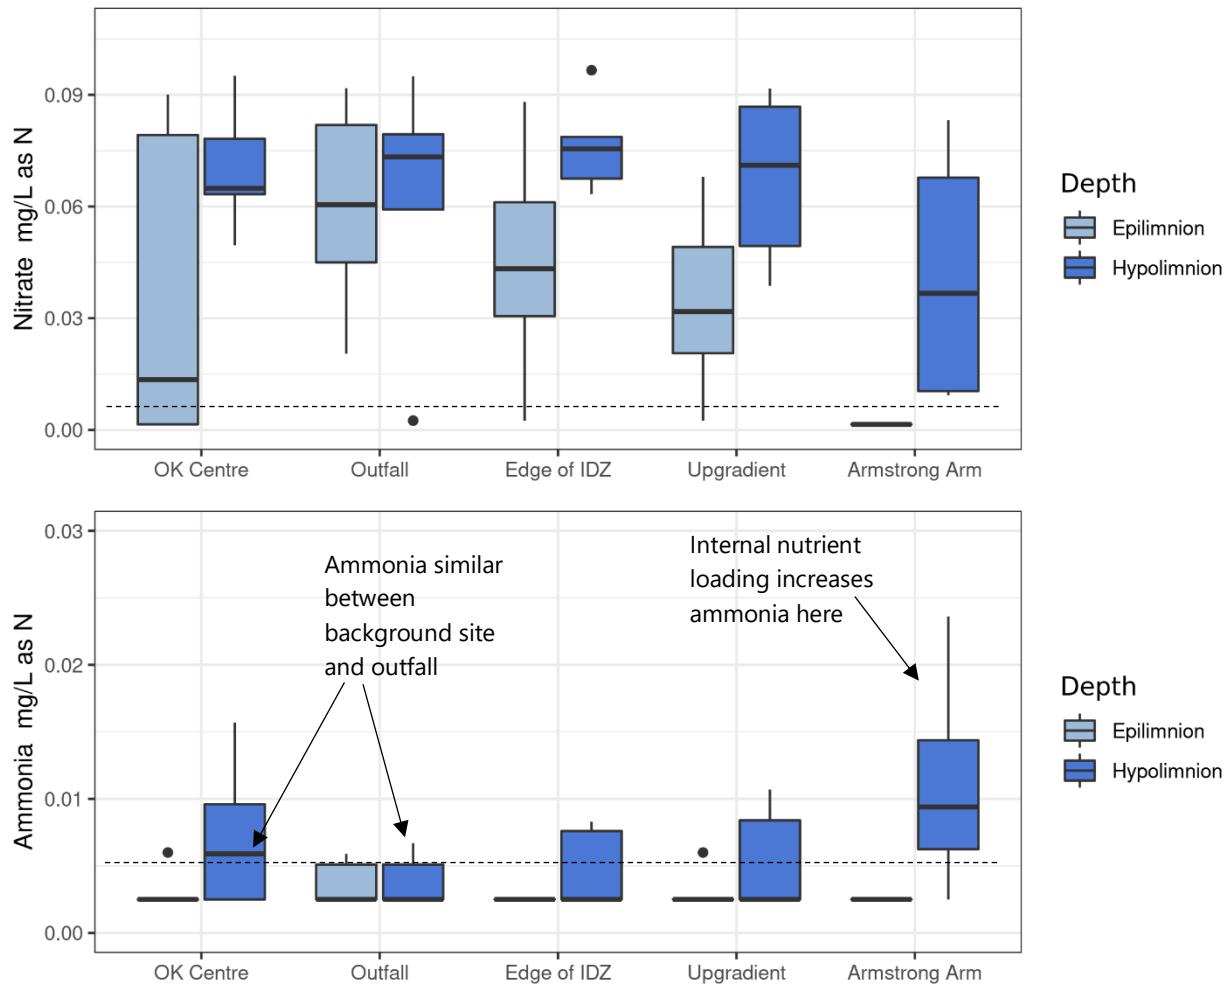 Nitrate mg/L as N
0.09
0.06
0.03
0.00
OK Centre
Outfall
Edge of IDZ
Upgradient
Armstrong Arm
Depth
Epilimnion
Hypolimnion
Ammonia mg/L as N
0.03
0.02
0.01
0.00
Ammonia similar
between
background site
and outfall
Internal nutrient
loading increases
ammonia here
OK Centre
Outfall
Edge of IDZ
Upgradient
Armstrong Arm
Depth
Epilimnion
Hypolimnion